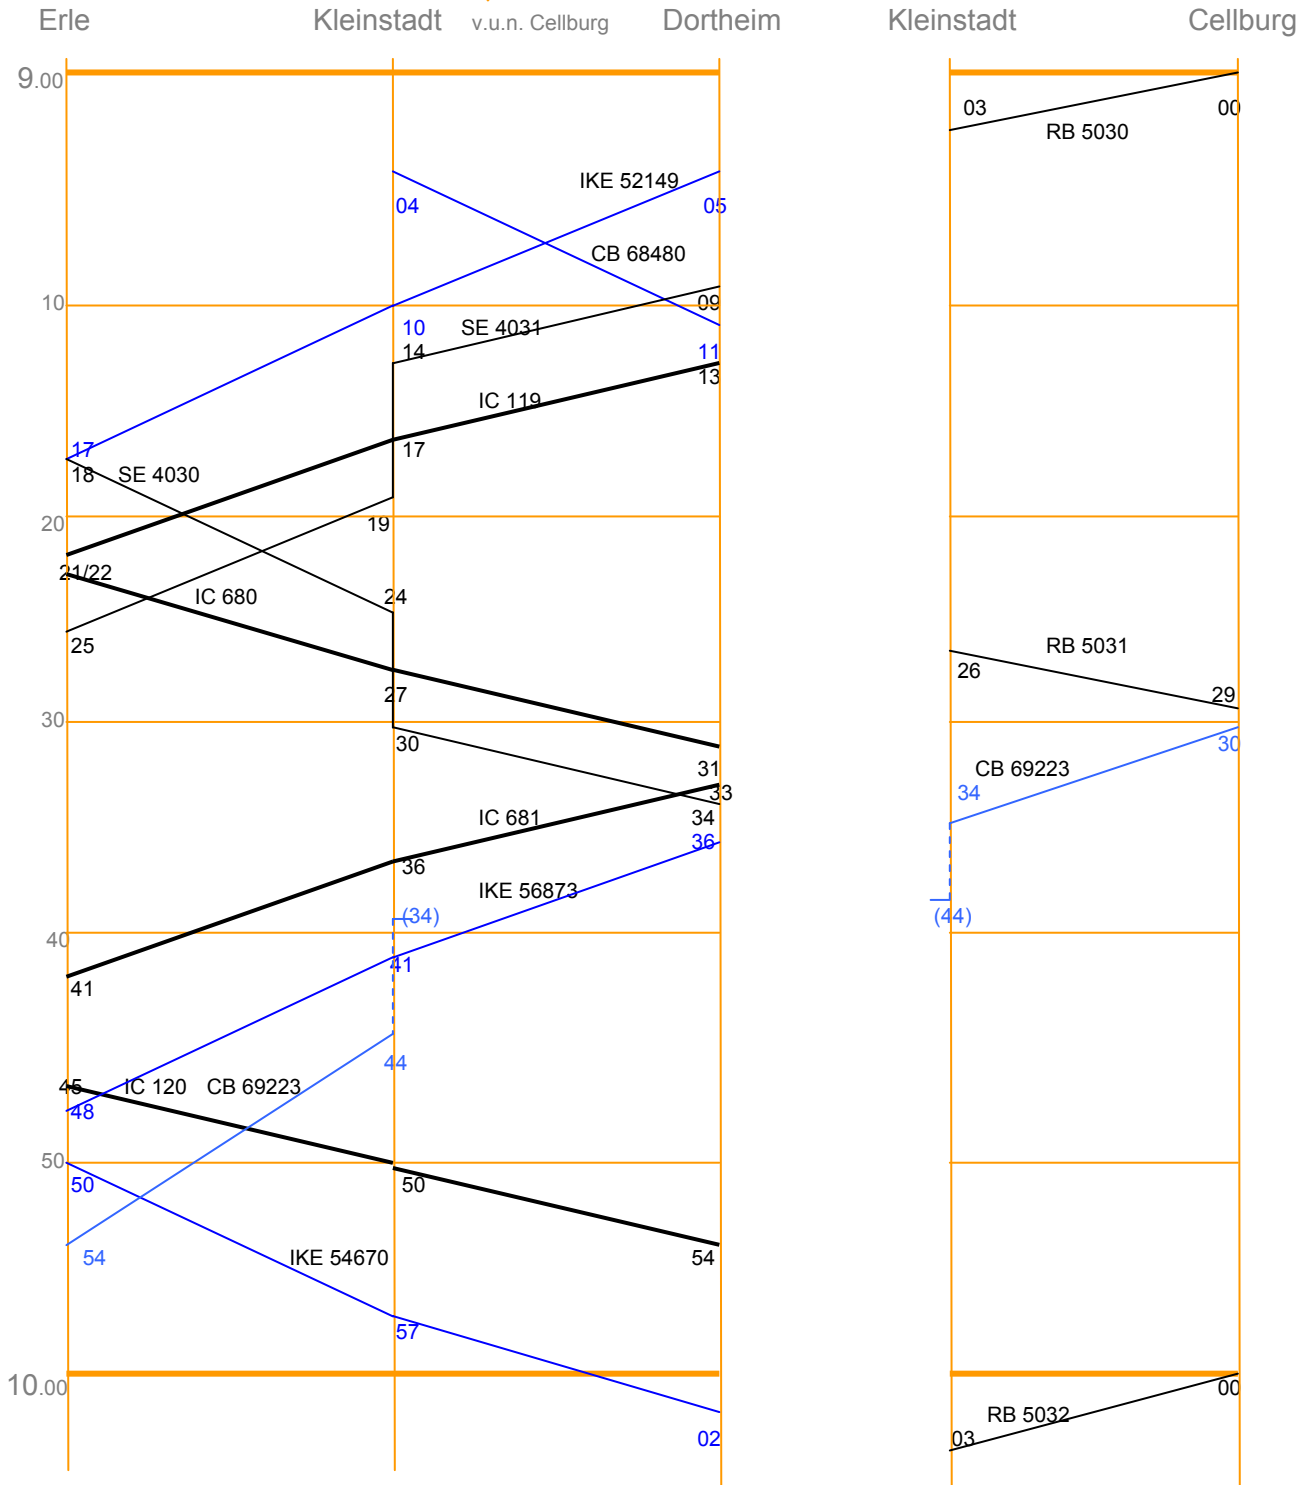 Erle Kleinstadt v.u.n. Cellburg Dortheim Kleinstadt Cellburg
9.00
03 00
RB 5030
IKE 52149
04 05
CB 68480
10 09
10 SE 4031
14 11
13
IC 119
17 17
18 SE 4030
20 19
21/22
IC 680 24
25 RB 5031
26
27 29
30
30 30
31 CB 69223
33 34
IC 681 34
36
36
IKE 56873
(34) (44)
40
41
41
44
45 IC 120 CB 69223
48
50
50 50
54 IKE 54670 54
57
10.00 00
RB 5032
02 03